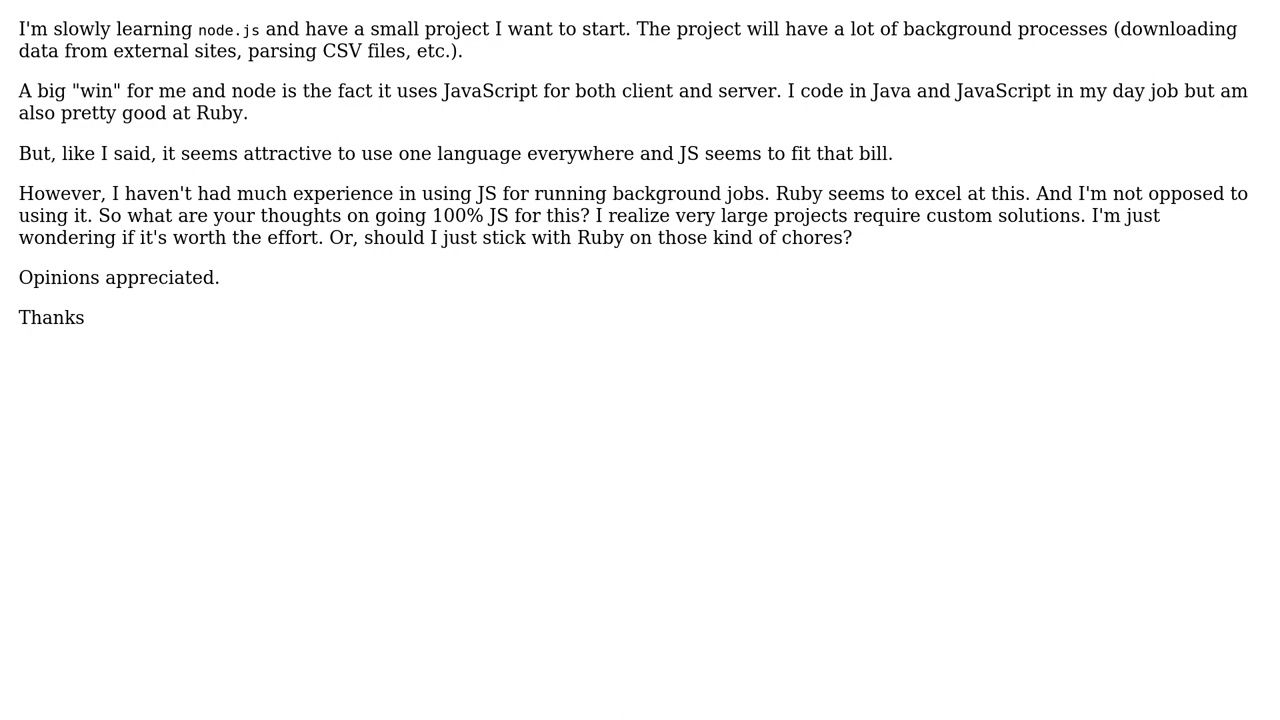 I'm slowly learning node.js and have a small project I want to start. The project will have a lot of background processes (downloading
data from external sites, parsing CSV files, etc.).
A big "win" for me and node is the fact it uses JavaScript for both client and server. I code in Java and JavaScript in my day job but am
also pretty good at Ruby.
But, like I said, it seems attractive to use one language everywhere and JS seems to fit that bill.
However, I haven't had much experience in using JS for running background jobs. Ruby seems to excel at this. And I'm not opposed to
using it. So what are your thoughts on going 100% JS for this? I realize very large projects require custom solutions. I'm just
wondering if it's worth the effort. Or, should I just stick with Ruby on those kind of chores?
Opinions appreciated.
Thanks